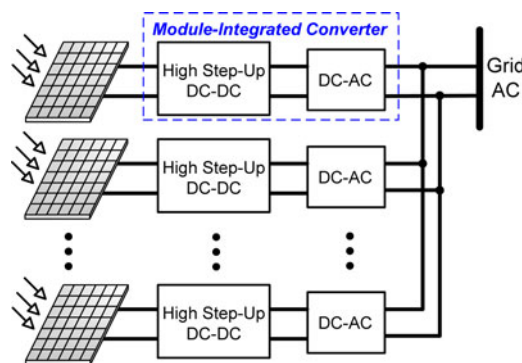 Module-Integrated Converter
High Step-Up
DC-DC
DC-AC
Grid
AC
High Step-Up
DC-DC
DC-AC
High Step-Up
DC-DC
DC-AC